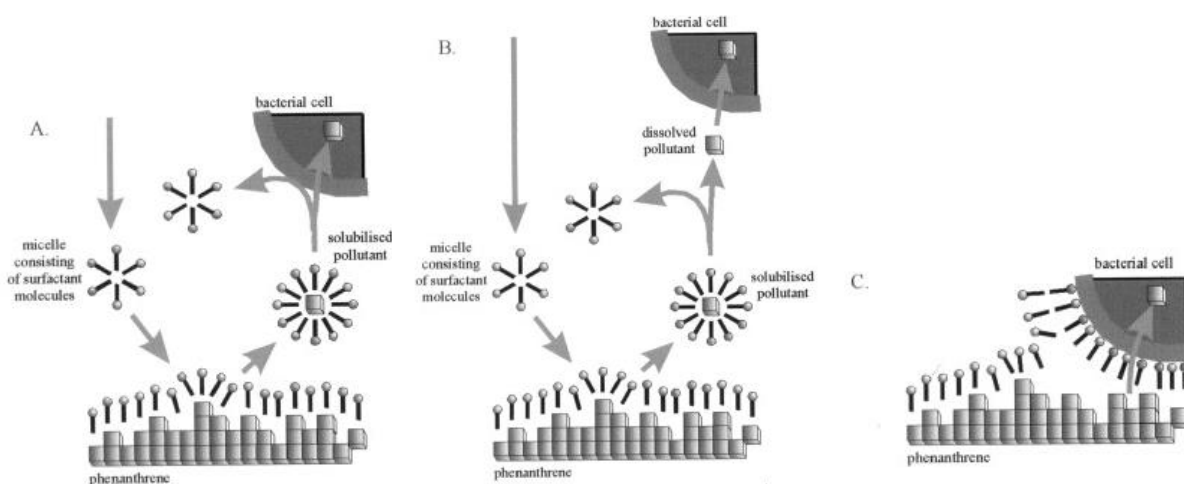 A.
bacterial cell
micelle
consisting
of surfactant
molecules
solubilised
pollutant
phenanthrene
B.
bacterial cell
dissolved
pollutant
micelle
consisting
of surfactant
molecules
solubilised
pollutant
phenanthrene
C.
bacterial cell
phenanthrene